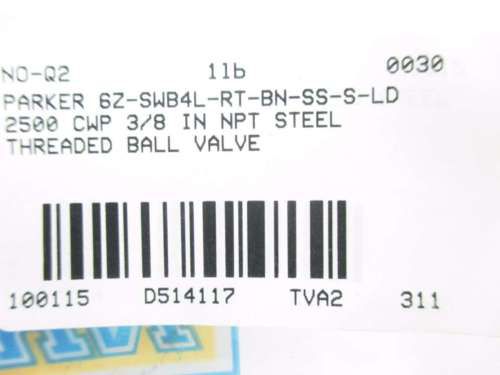 NO-Q2 1lb 0030
PARKER 6Z-SWB4L-RT-BN-SS-S-LD
2500 CWP 3/8 IN NPT STEEL
THREADED BALL VALVE
100115 D514117 TVA2 311